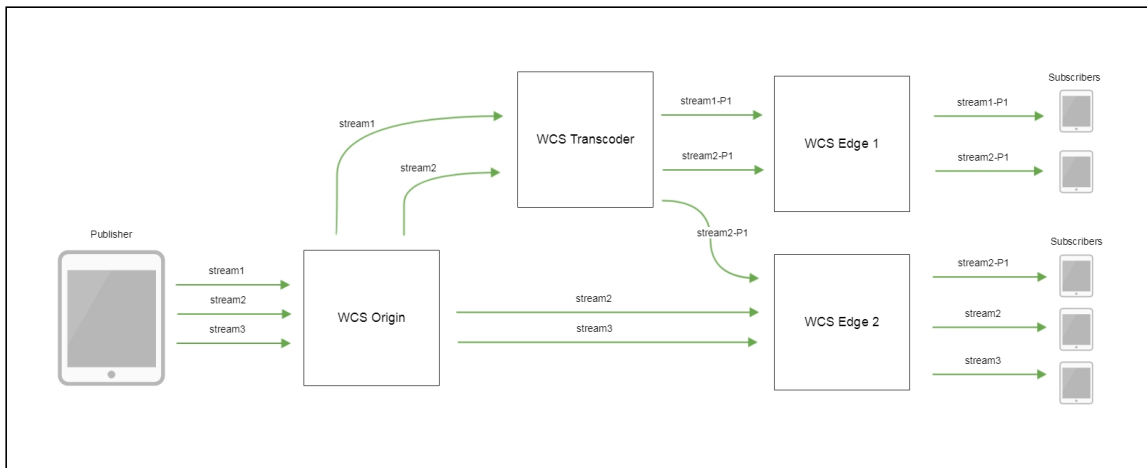 Subscribers
stream1-P1
stream1-P1
stream1
WCS Transcoder
WCS Edge 1
stream2-P1
stream2-P1
stream2
stream2-P1
Publisher
Subscribers
stream1
stream2-P1
stream2
stream2
WCS Origin
WCS Edge 2
stream2
stream3
stream3
stream3